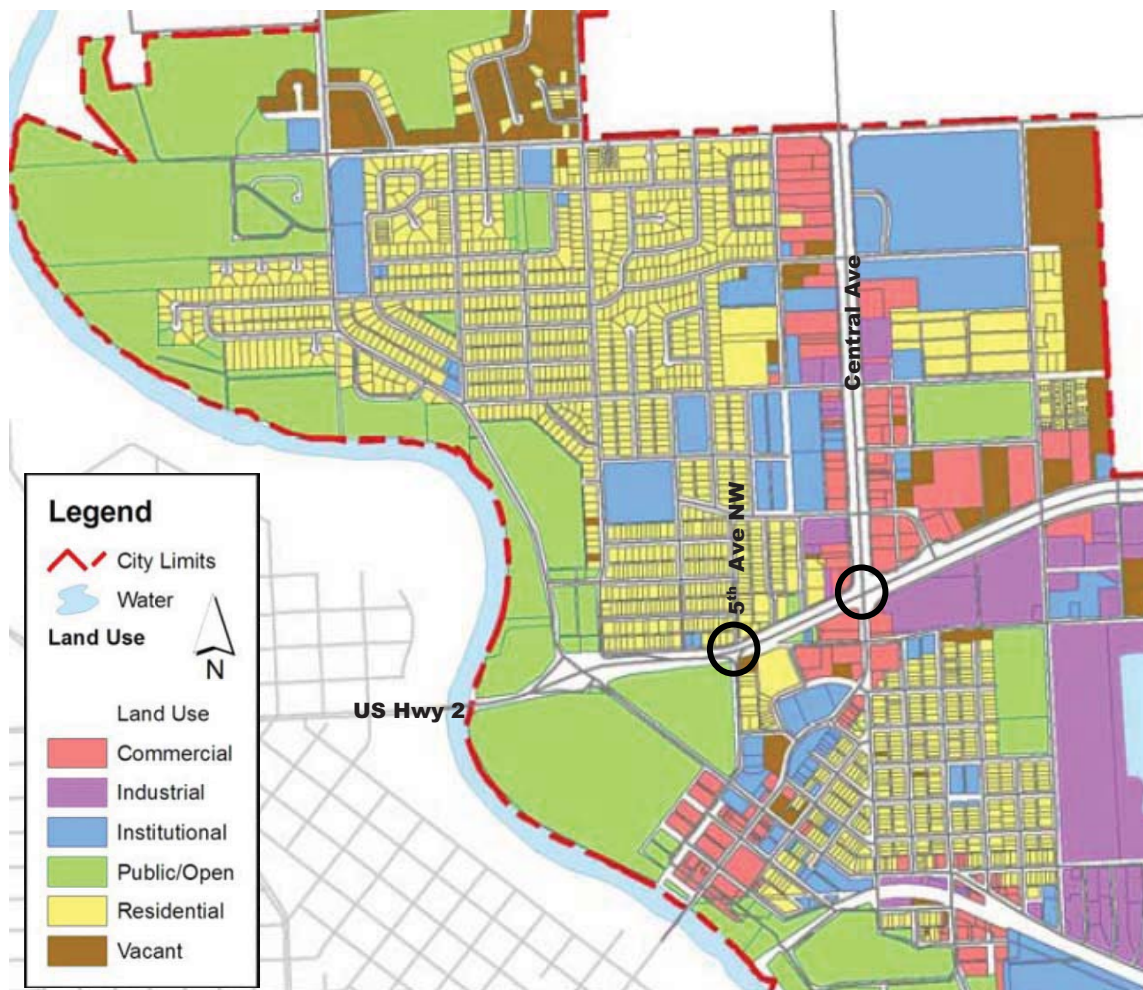 Central Ave
5th Ave NW
US Hwy 2
Legend
City Limits
Water
Land Use
N
Land Use
Commercial
Industrial
Institutional
Public/Open
Residential
Vacant